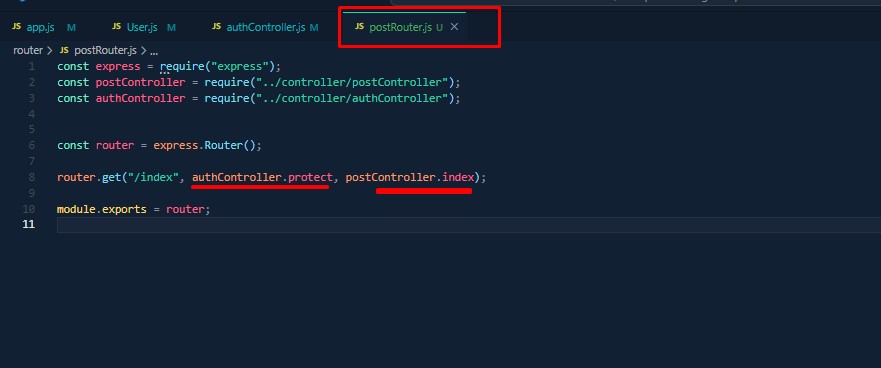 JS app.js M JS User.js M JS authController.js M JS postRouter.js U ×
router > JS postRouter.js > ...
1 const express = require("express");
2 const postController = require("../controller/postController");
3 const authController = require("../controller/authController");
4
5
6 const router = express.Router();
7
8 router.get("/index", authController.protect, postController.index);
9
10 module.exports = router;
11